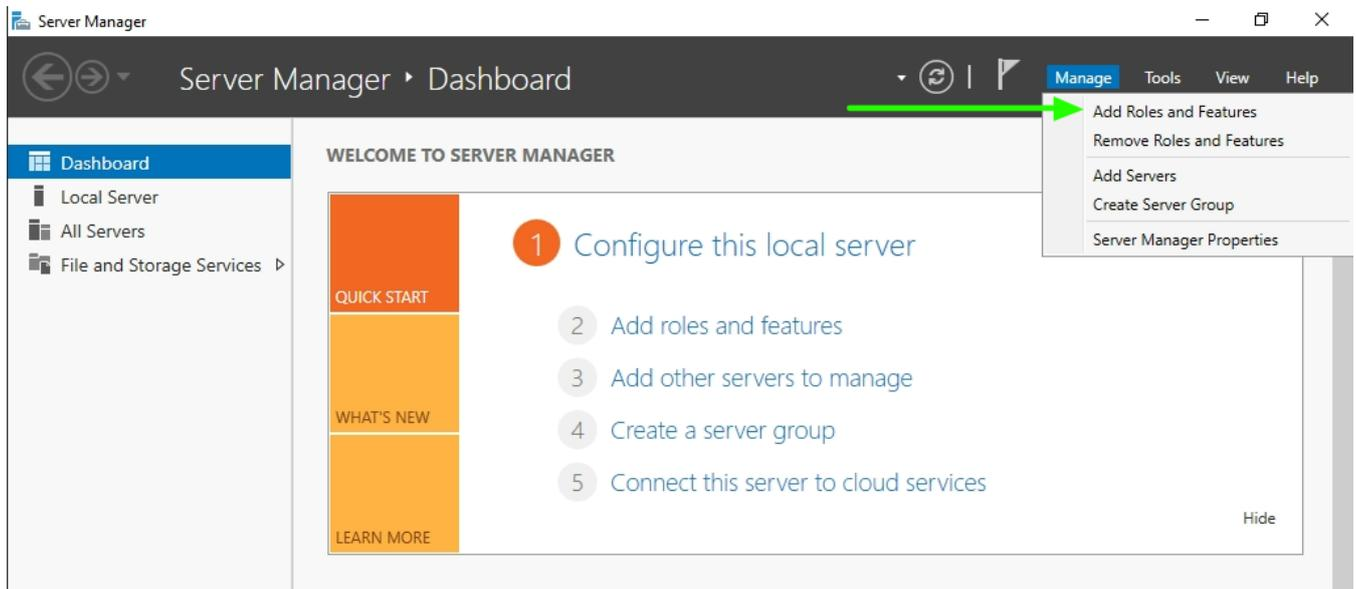 Server Manager
Server Manager ‣ Dashboard
Manage Tools View Help
Add Roles and Features
Remove Roles and Features
Add Servers
Create Server Group
Server Manager Properties
Dashboard
Local Server
All Servers
File and Storage Services
WELCOME TO SERVER MANAGER
QUICK START
WHAT'S NEW
LEARN MORE
1 Configure this local server
2 Add roles and features
3 Add other servers to manage
4 Create a server group
5 Connect this server to cloud services
Hide